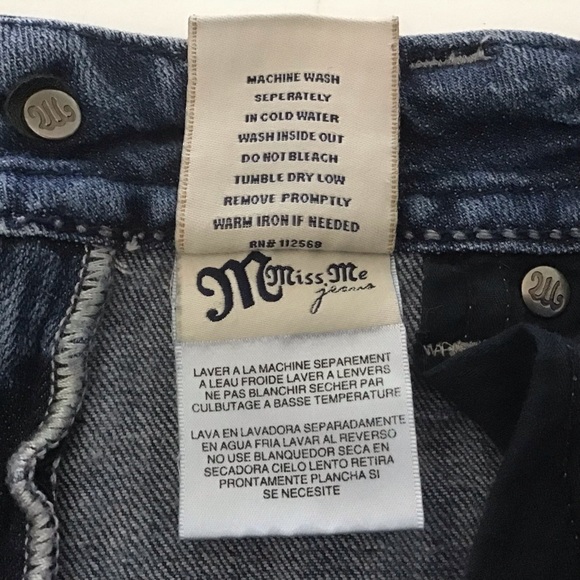 MACHINE WASH
SEPERATELY
IN COLD WATER
WASH INSIDE OUT
DO NOT BLEACH
TUMBLE DRY LOW
REMOVE PROMPTLY
WARM IRON IF NEEDED
RN# 112568
M Miss Me
jeans
LAVER A LA MACHINE SEPAREMENT
A LEAU FROIDE LAVER A LENVERS
NE PAS BLANCHIR SECHER PAR
CULBUTAGE A BASSE TEMPERATURE
LAVA EN LAVADORA SEPARADAMENTE
EN AGUA FRIA LAVAR AL REVERSO
NO USE BLANQUEDOR SECA EN
SECADORA CIELO LENTO RETIRA
PRONTAMENTE PLANCHA SI
SE NECESITE